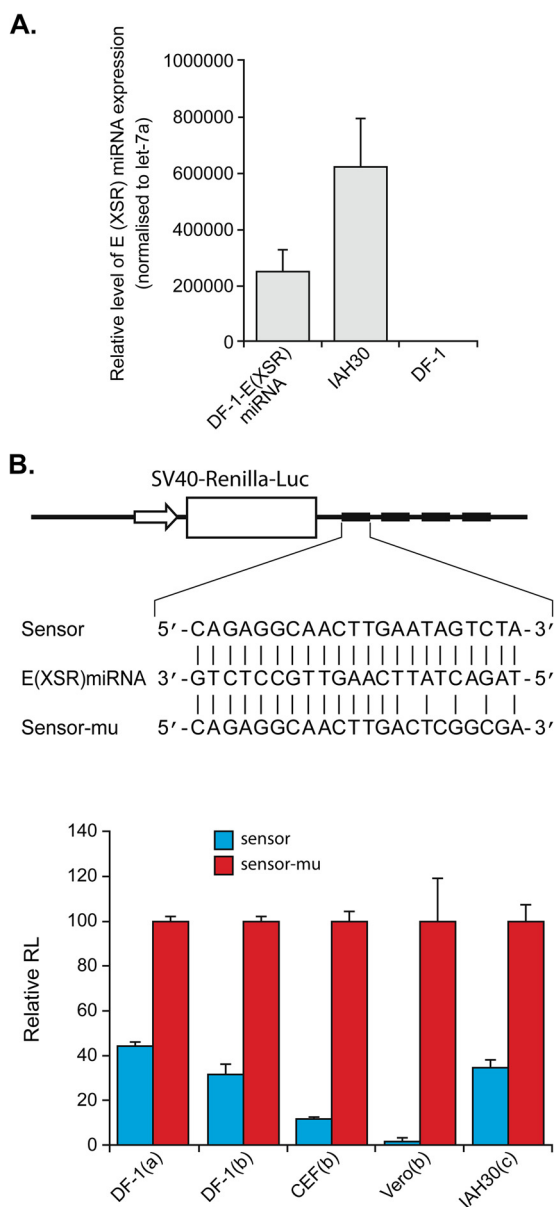 A.
Relative level of E (XSR) miRNA expression
(normalised to let-7a)
1000000
800000
600000
400000
200000
0
DF-1-E(XSR)
miRNA
IAH30
DF-1
B.
SV40-Renilla-Luc
Sensor 5′-CAGAGGCAACTTGAATAGTCTA-3′
E(XSR)miRNA 3′-GTCTCCGTTGAACTTATCAGAT-5′
Sensor-mu 5′-CAGAGGCAACTTGACTCGGCGA-3′
Relative RL
140
120
100
80
60
40
20
0
sensor
sensor-mu
DF-1(a)
DF-1(b)
CEF(b)
Vero(b)
IAH30(c)